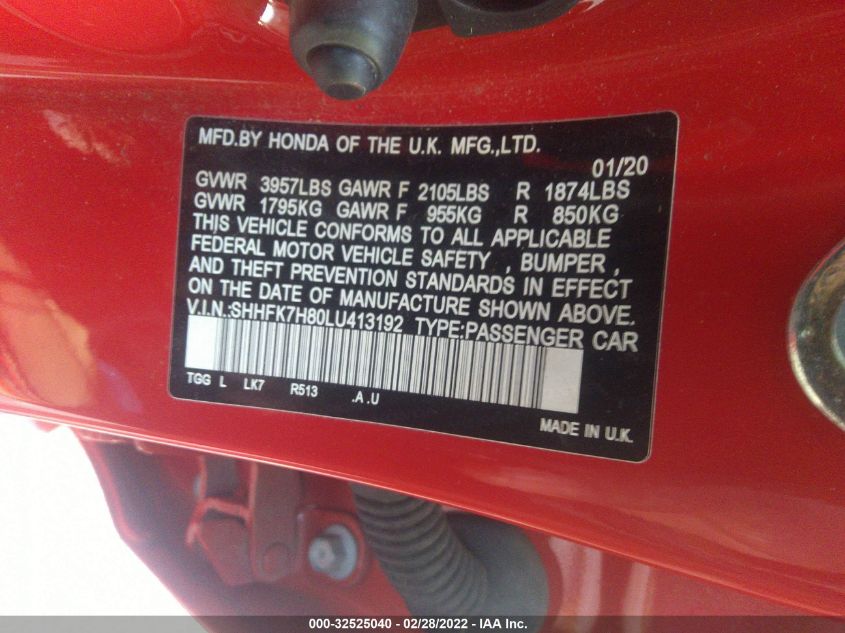 MFD.BY HONDA OF THE U.K. MFG.,LTD.
01/20
GVWR 3957LBS GAWR F 2105LBS R 1874LBS
GVWR 1795KG GAWR F 955KG R 850KG
THIS VEHICLE CONFORMS TO ALL APPLICABLE
FEDERAL MOTOR VEHICLE SAFETY , BUMPER ,
AND THEFT PREVENTION STANDARDS IN EFFECT
ON THE DATE OF MANUFACTURE SHOWN ABOVE.
V.I.N.:SHHFK7H80LU413192 TYPE:PASSENGER CAR
TGG L LK7 R513 .A .U
MADE IN U.K.
000-32525040 - 02/28/2022 - IAA Inc.